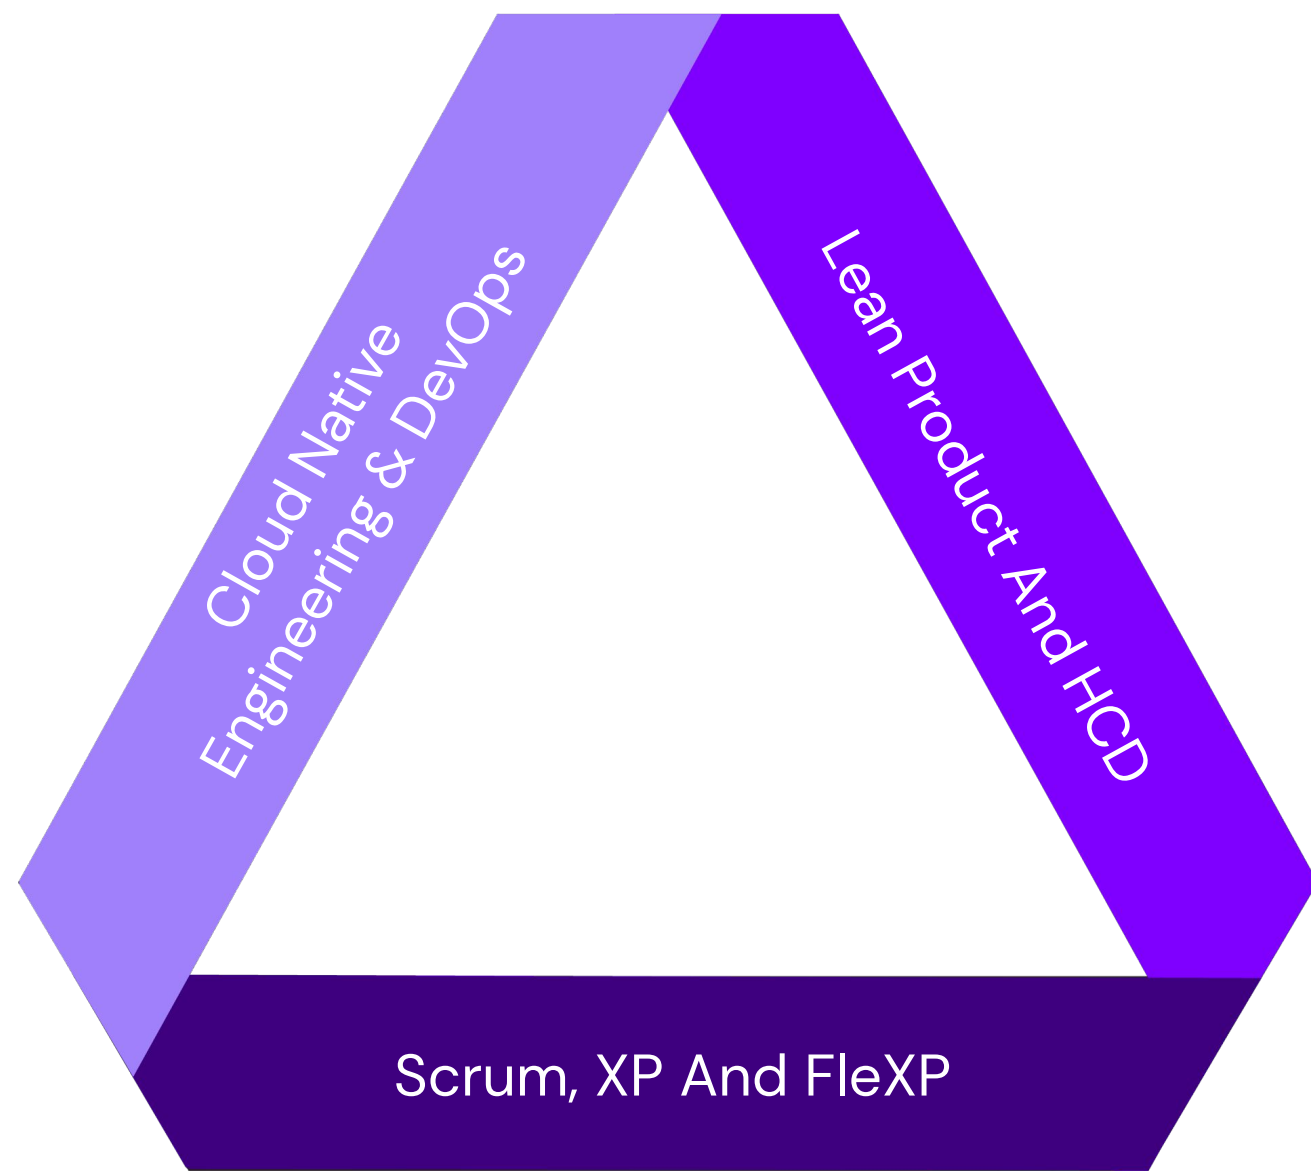 Cloud Native
Engineering & DevOps
Lean Product And HCD
Scrum, XP And FleXP